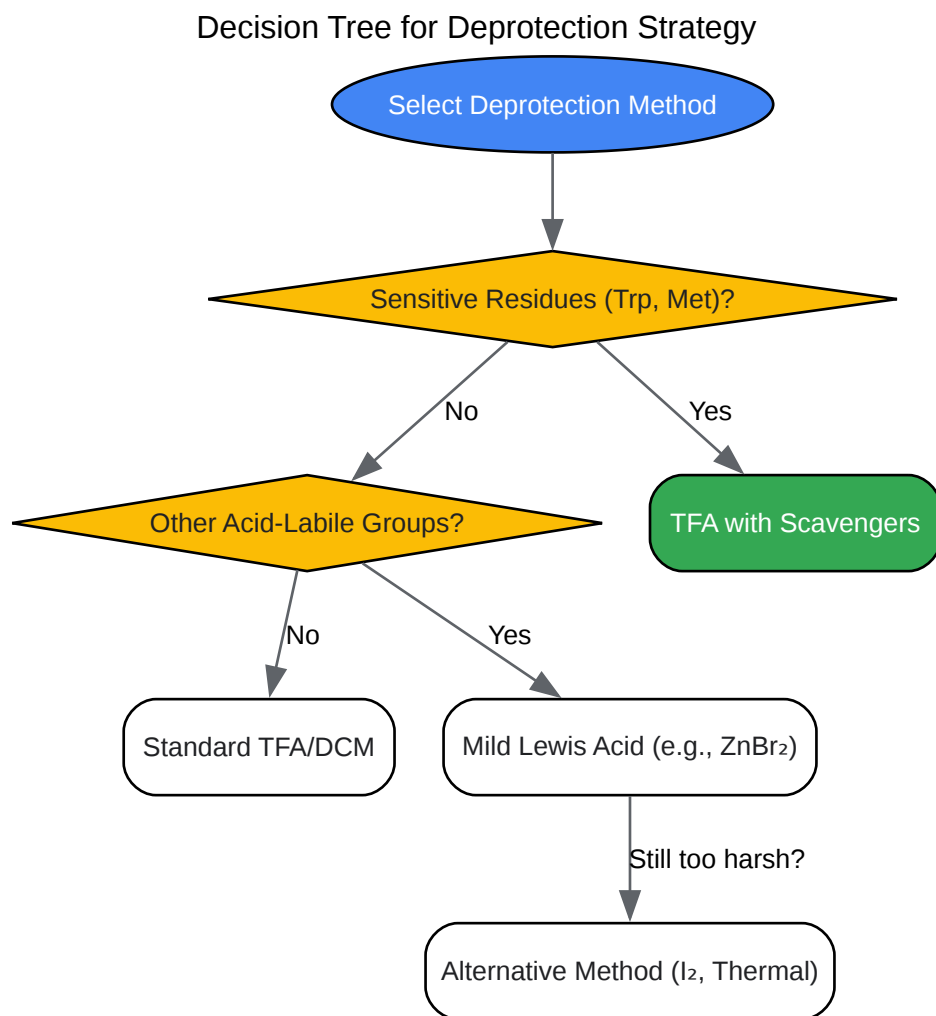 Decision Tree for Deprotection Strategy
Select Deprotection Method
Sensitive Residues (Trp, Met)?
No
Yes
Other Acid-Labile Groups?
TFA with Scavengers
No
Yes
Standard TFA/DCM
Mild Lewis Acid (e.g., ZnBr₂)
Still too harsh?
Alternative Method (I₂, Thermal)